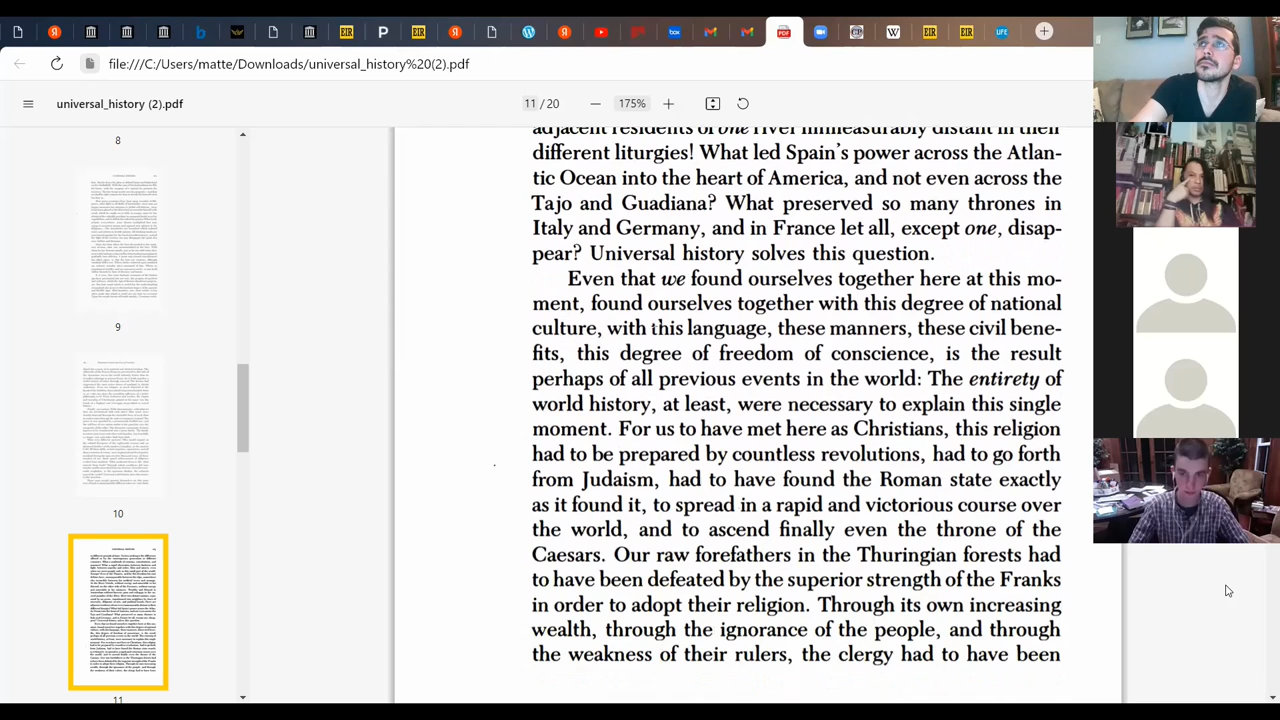 P
EIR
PDF
W
EIR
EIR
LIFE
box
file:///C:/Users/matte/Downloads/universal_history%20(2).pdf
universal_history (2).pdf
11 / 20
175%
8
9
10
11
adjacent residents of one river immeasurably distant in their
different liturgies! What led Spain's power across the Atlan-
tic Ocean into the heart of America, and not even across the
Tajo and Guadiana? What preserved so many thrones in
Italy and Germany, and in France let all, except one, disap-
pear? Universal history solves this question.
Even that we found ourselves together here at this mo-
ment, found ourselves together with this degree of national
culture, with this language, these manners, these civil bene-
fits, this degree of freedom of conscience, is the result
perhaps of all previous events in the world: The entirety of
world history, at least, were necessary to explain this single
moment. For us to have met here as Christians, this religion
had to be prepared by countless revolutions, had to go forth
from Judaism, had to have found the Roman state exactly
as it found it, to spread in a rapid and victorious course over
the world, and to ascend finally even the throne of the
Caesars. Our raw forefathers in the Thuringian forests had
to have been defeated by the superior strength of the Franks
in order to adopt their religion. Through its own increasing
wealth, through the ignorance of the people, and through
the weakness of their rulers, the clergy had to have been